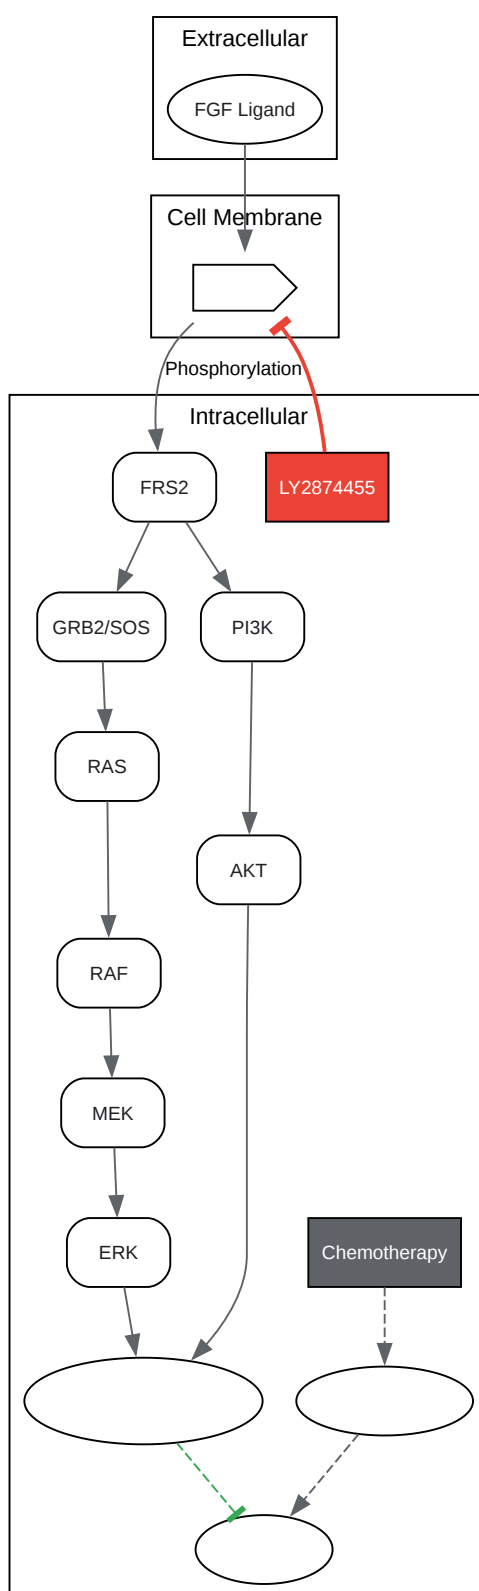 Extracellular
FGF Ligand
Cell Membrane
Phosphorylation
Intracellular
FRS2
LY2874455
GRB2/SOS
PI3K
RAS
AKT
RAF
MEK
ERK
Chemotherapy